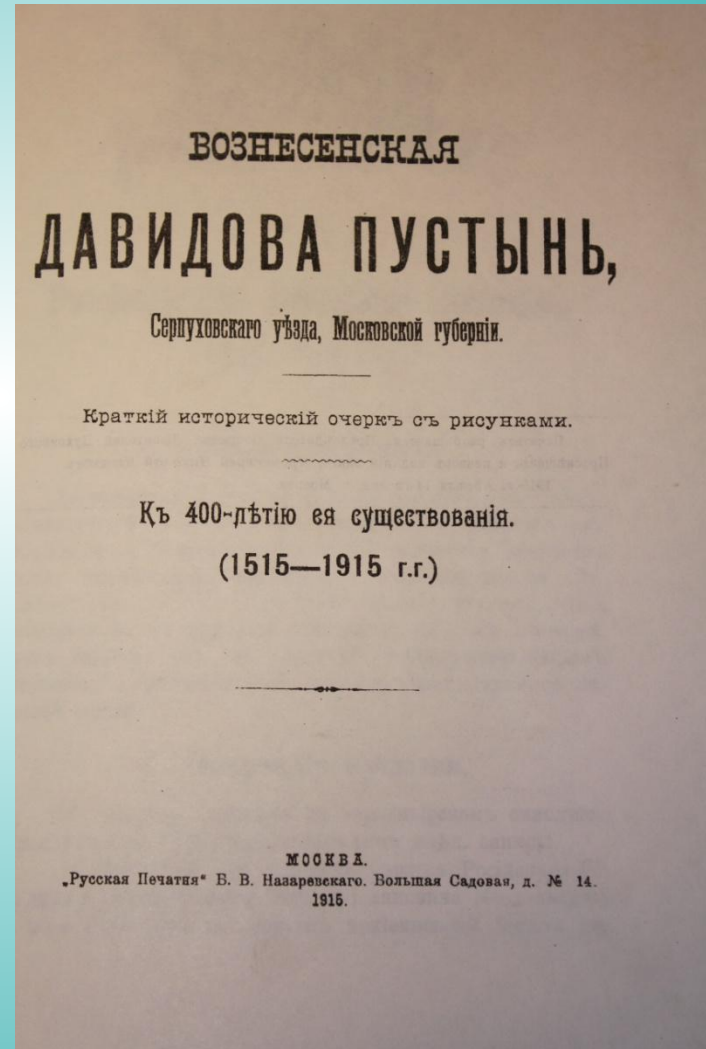 ВОЗНЕСЕНСКАЯ
ДАВИДОВА ПУСТЫНЬ,
Серпуховскаго уѣзда, Московской губерніи.
Краткій историческій очеркъ съ рисунками.
Къ 400-лѣтію ея существованія.
(1515—1915 г.г.)
МОСКВА.
„Русская Печатня" Б. В. Назаревскаго. Большая Садовая, д. № 14.
1915.